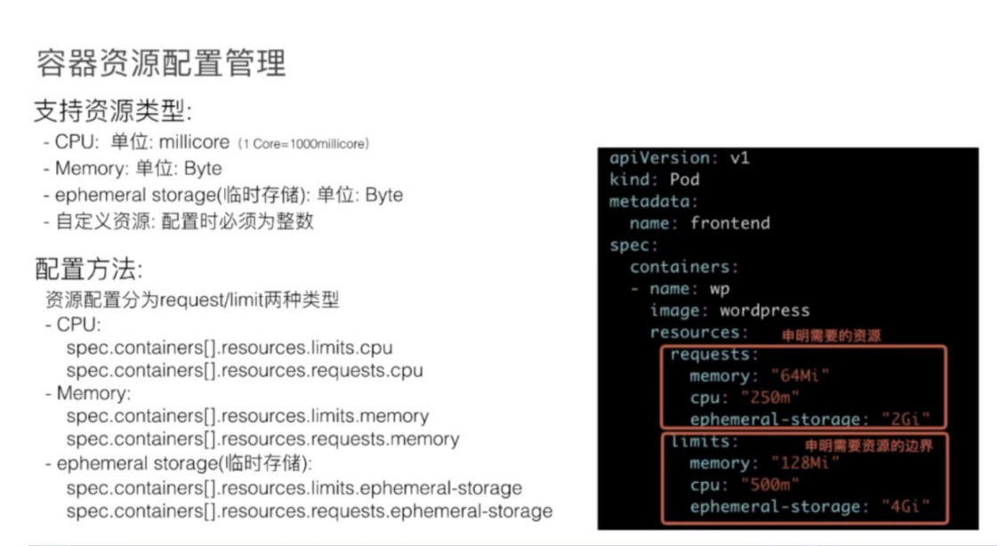 容器资源配置管理
支持资源类型:
- CPU: 单位: millicore (1 Core=1000millicore)
- Memory: 单位: Byte
- ephemeral storage(临时存储): 单位: Byte
- 自定义资源: 配置时必须为整数
配置方法:
资源配置分为request/limit两种类型
- CPU:
spec.containers[].resources.limits.cpu
spec.containers[].resources.requests.cpu
- Memory:
spec.containers[].resources.limits.memory
spec.containers[].resources.requests.memory
- ephemeral storage(临时存储):
spec.containers[].resources.limits.ephemeral-storage
spec.containers[].resources.requests.ephemeral-storage
apiVersion: v1
kind: Pod
metadata:
name: frontend
spec:
containers:
- name: wp
image: wordpress
resources: 申明需要的资源
requests:
memory: "64Mi"
cpu: "250m"
ephemeral-storage: "2Gi"
limits: 申明需要资源的边界
memory: "128Mi"
cpu: "500m"
ephemeral-storage: "4Gi"